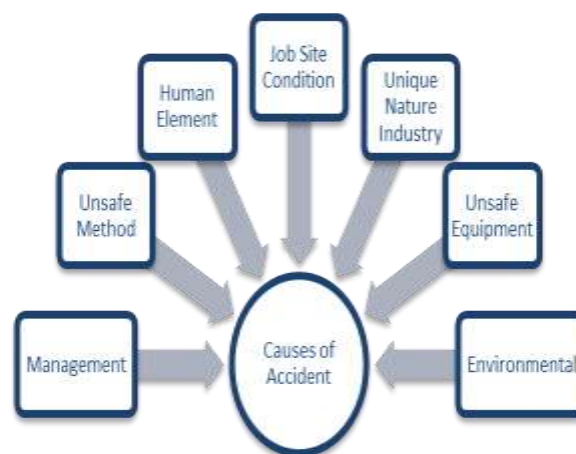 Job Site
Condition
Human
Element
Unique
Nature
Industry
Unsafe
Method
Unsafe
Equipment
Management
Causes of
Accident
Environmental